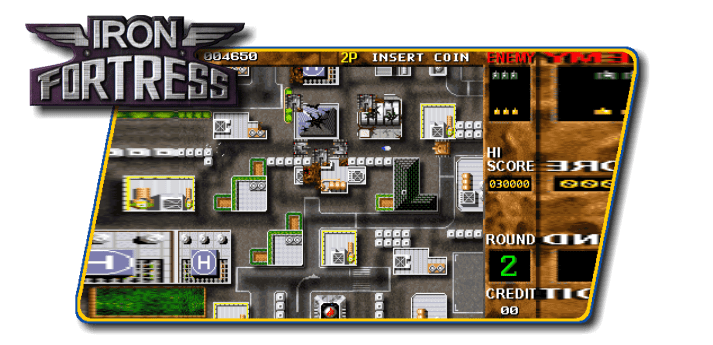 IRON
FORTRESS
004650
2P INSERT COIN
ENEMY
HI
SCORE
030000
ROUND
2
CREDIT
00
H